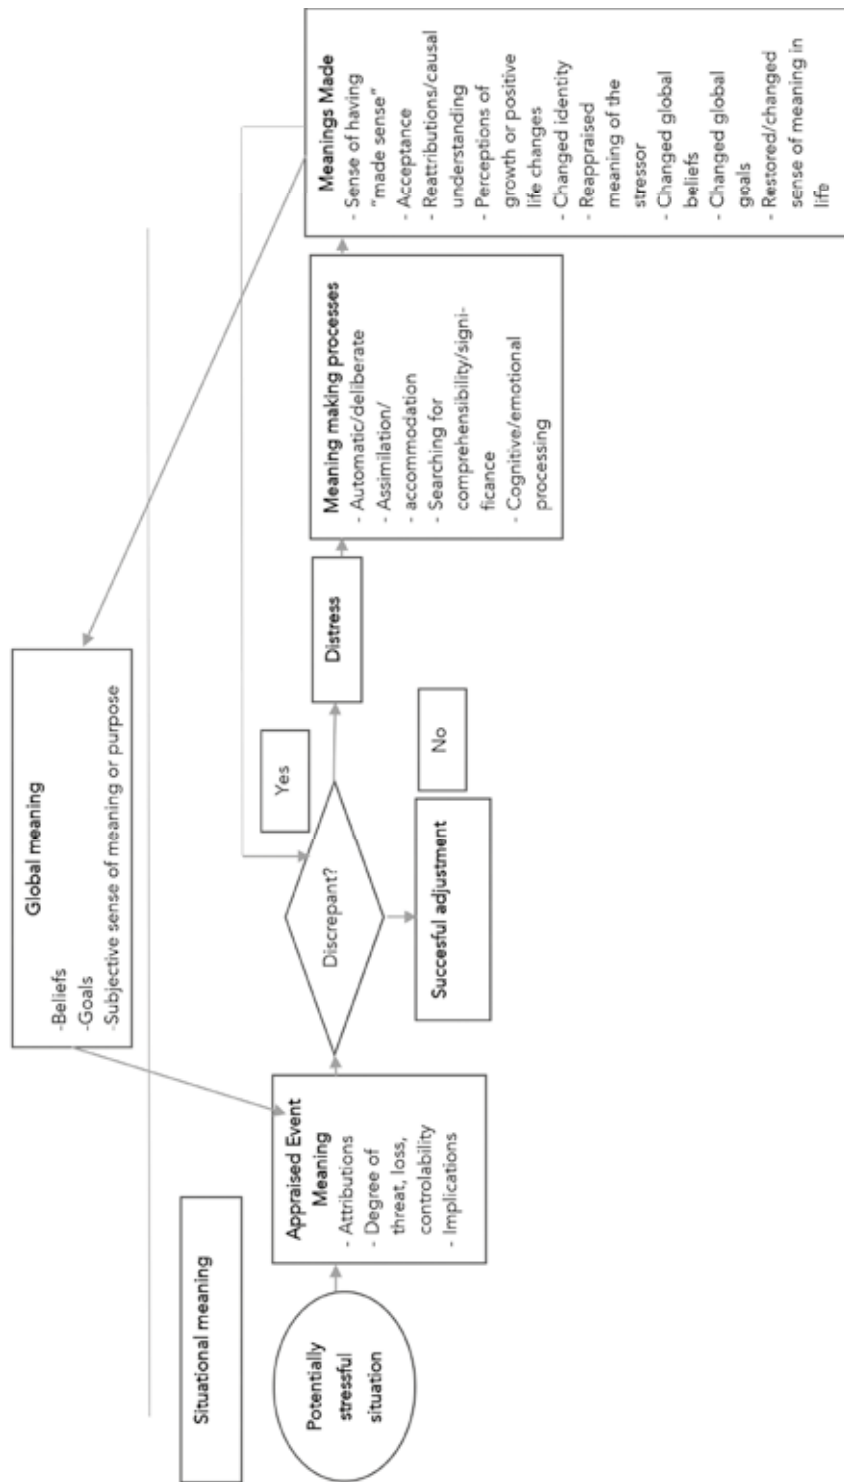 Global meaning
-Beliefs
-Goals
-Subjective sense of meaning or purpose
Situational meaning
Potentially
stressful
situation
Appraised Event
Meaning
- Attributions
- Degree of
threat, loss,
controlability
- Implications
Discrepant?
Yes
No
Succesful adjustment
Distress
Meaning making processes
- Automatic/deliberate
- Assimilation/
- accommodation
- Searching for
comprehensibility/signi-
ficance
- Cognitive/emotional
processing
Meanings Made
- Sense of having
"made sense"
- Acceptance
- Reattributions/causal
understanding
- Perceptions of
growth or positive
life changes
- Changed identity
- Reappraised
meaning of the
stressor
- Changed global
beliefs
- Changed global
goals
- Restored/changed
sense of meaning in
life